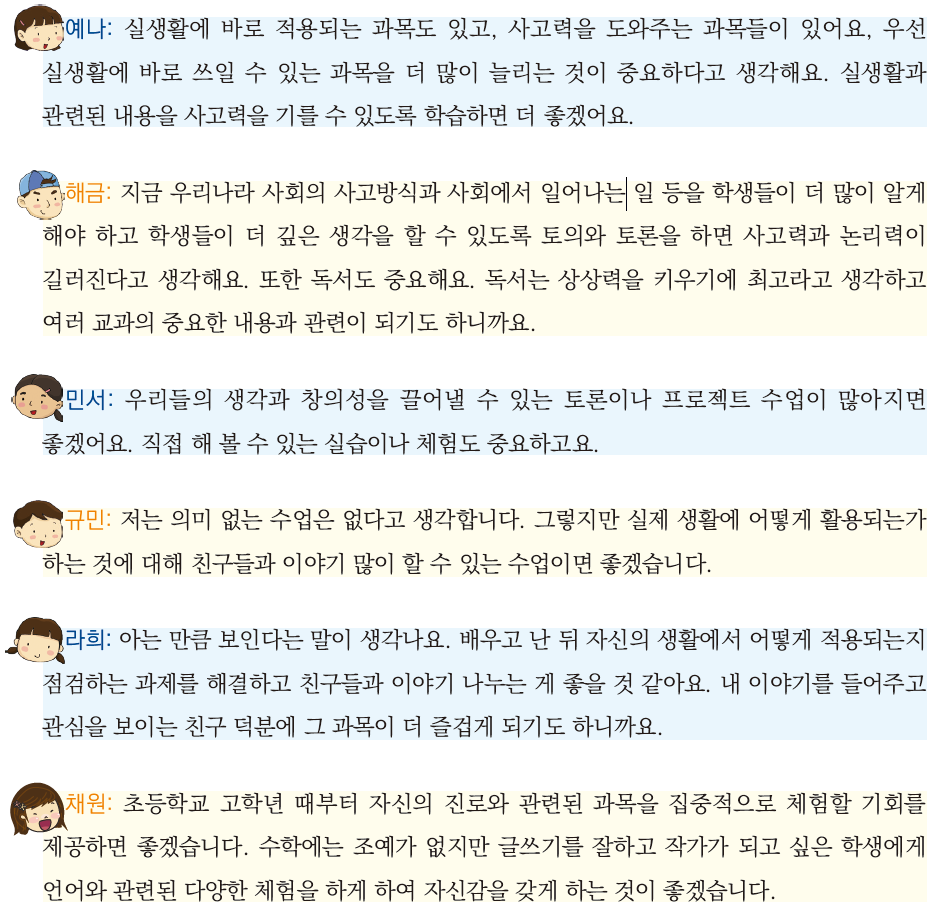 예나: 실생활에 바로 적용되는 과목도 있고, 사고력을 도와주는 과목들이 있어요, 우선
실생활에 바로 쓰일 수 있는 과목을 더 많이 늘리는 것이 중요하다고 생각해요. 실생활과
관련된 내용을 사고력을 기를 수 있도록 학습하면 더 좋겠어요.
해금: 지금 우리나라 사회의 사고방식과 사회에서 일어나는 일 등을 학생들이 더 많이 알게
해야 하고 학생들이 더 깊은 생각을 할 수 있도록 토의와 토론을 하면 사고력과 논리력이
길러진다고 생각해요. 또한 독서도 중요해요. 독서는 상상력을 키우기에 최고라고 생각하고
여러 교과의 중요한 내용과 관련이 되기도 하니까요.
민서: 우리들의 생각과 창의성을 끌어낼 수 있는 토론이나 프로젝트 수업이 많아지면
좋겠어요. 직접 해 볼 수 있는 실습이나 체험도 중요하고요.
규민: 저는 의미 없는 수업은 없다고 생각합니다. 그렇지만 실제 생활에 어떻게 활용되는가
하는 것에 대해 친구들과 이야기 많이 할 수 있는 수업이면 좋겠습니다.
라희: 아는 만큼 보인다는 말이 생각나요. 배우고 난 뒤 자신의 생활에서 어떻게 적용되는지
점검하는 과제를 해결하고 친구들과 이야기 나누는 게 좋을 것 같아요. 내 이야기를 들어주고
관심을 보이는 친구 덕분에 그 과목이 더 즐겁게 되기도 하니까요.
채원: 초등학교 고학년 때부터 자신의 진로와 관련된 과목을 집중적으로 체험할 기회를
제공하면 좋겠습니다. 수학에는 조예가 없지만 글쓰기를 잘하고 작가가 되고 싶은 학생에게
언어와 관련된 다양한 체험을 하게 하여 자신감을 갖게 하는 것이 좋겠습니다.